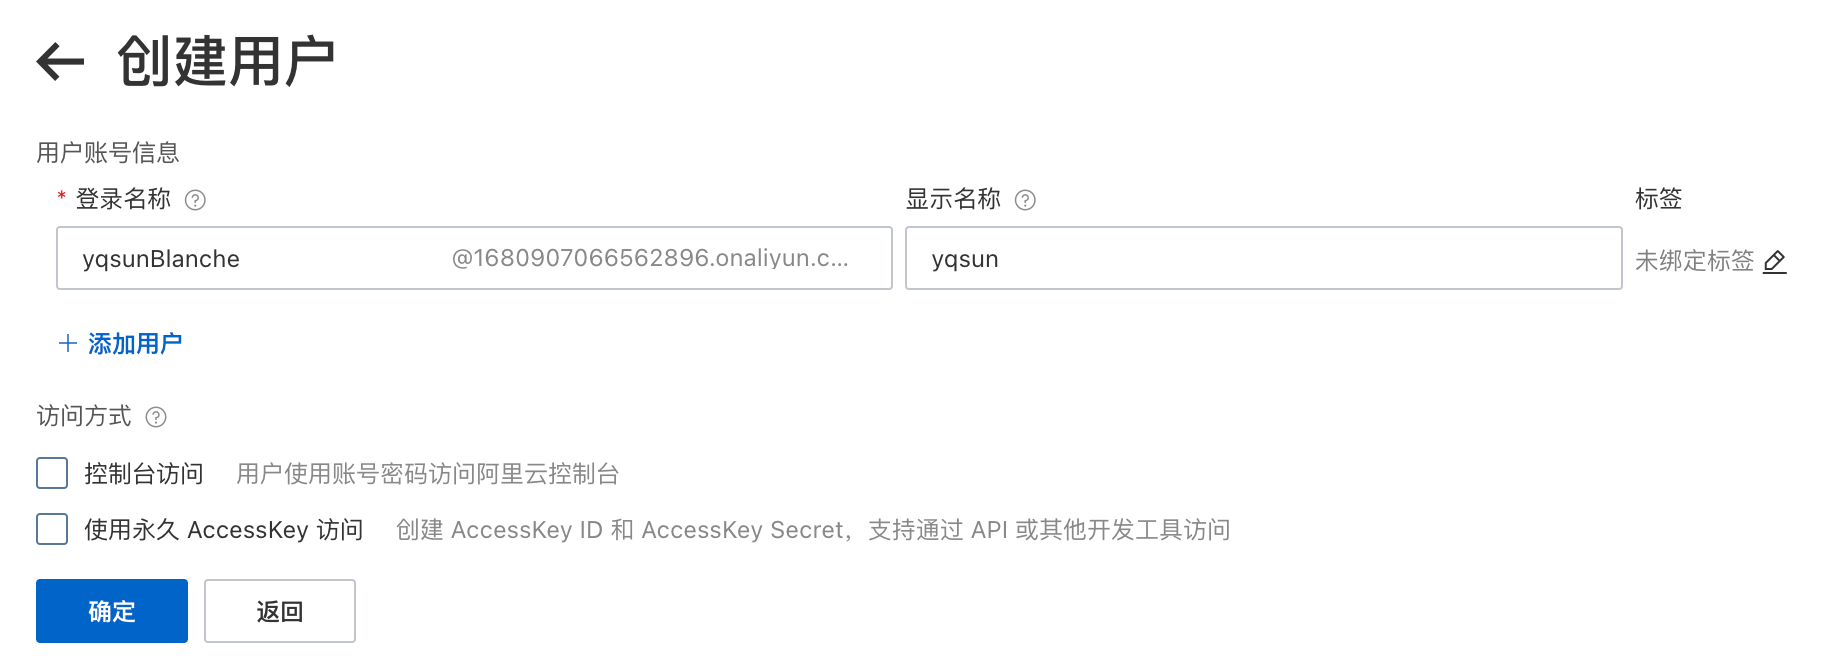 创建用户
用户账号信息
* 登录名称 ?
显示名称 ?
标签
yqsunBlanche @1680907066562896.onaliyun.c...
yqsun
未绑定标签
+ 添加用户
访问方式 ?
控制台访问 用户使用账号密码访问阿里云控制台
使用永久 AccessKey 访问 创建 AccessKey ID 和 AccessKey Secret，支持通过 API 或其他开发工具访问
确定
返回